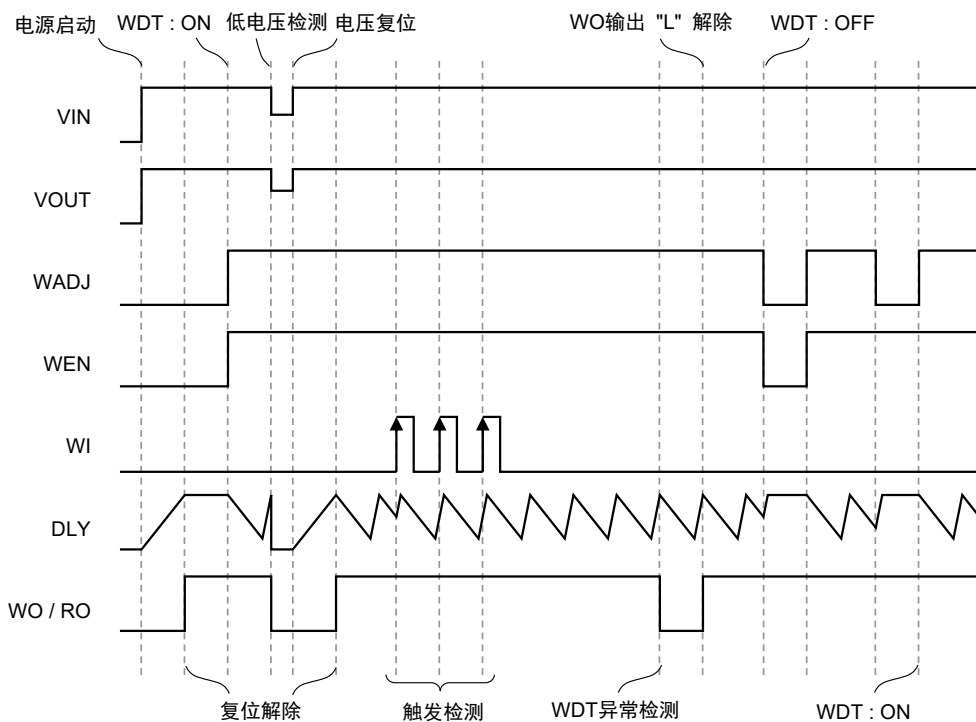 电源启动 WDT : ON 低电压检测 电压复位 WO输出 "L" 解除 WDT : OFF
VIN
VOUT
WADJ
WEN
WI
DLY
WO / RO
复位解除 触发检测 WDT异常检测 WDT : ON